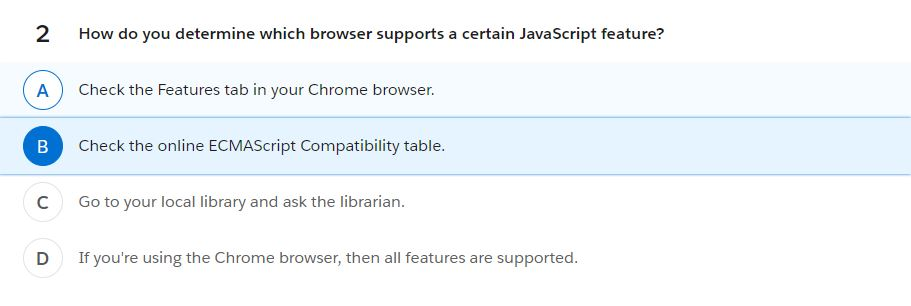 2 How do you determine which browser supports a certain JavaScript feature?
A Check the Features tab in your Chrome browser.
B Check the online ECMAScript Compatibility table.
C Go to your local library and ask the librarian.
D If you're using the Chrome browser, then all features are supported.